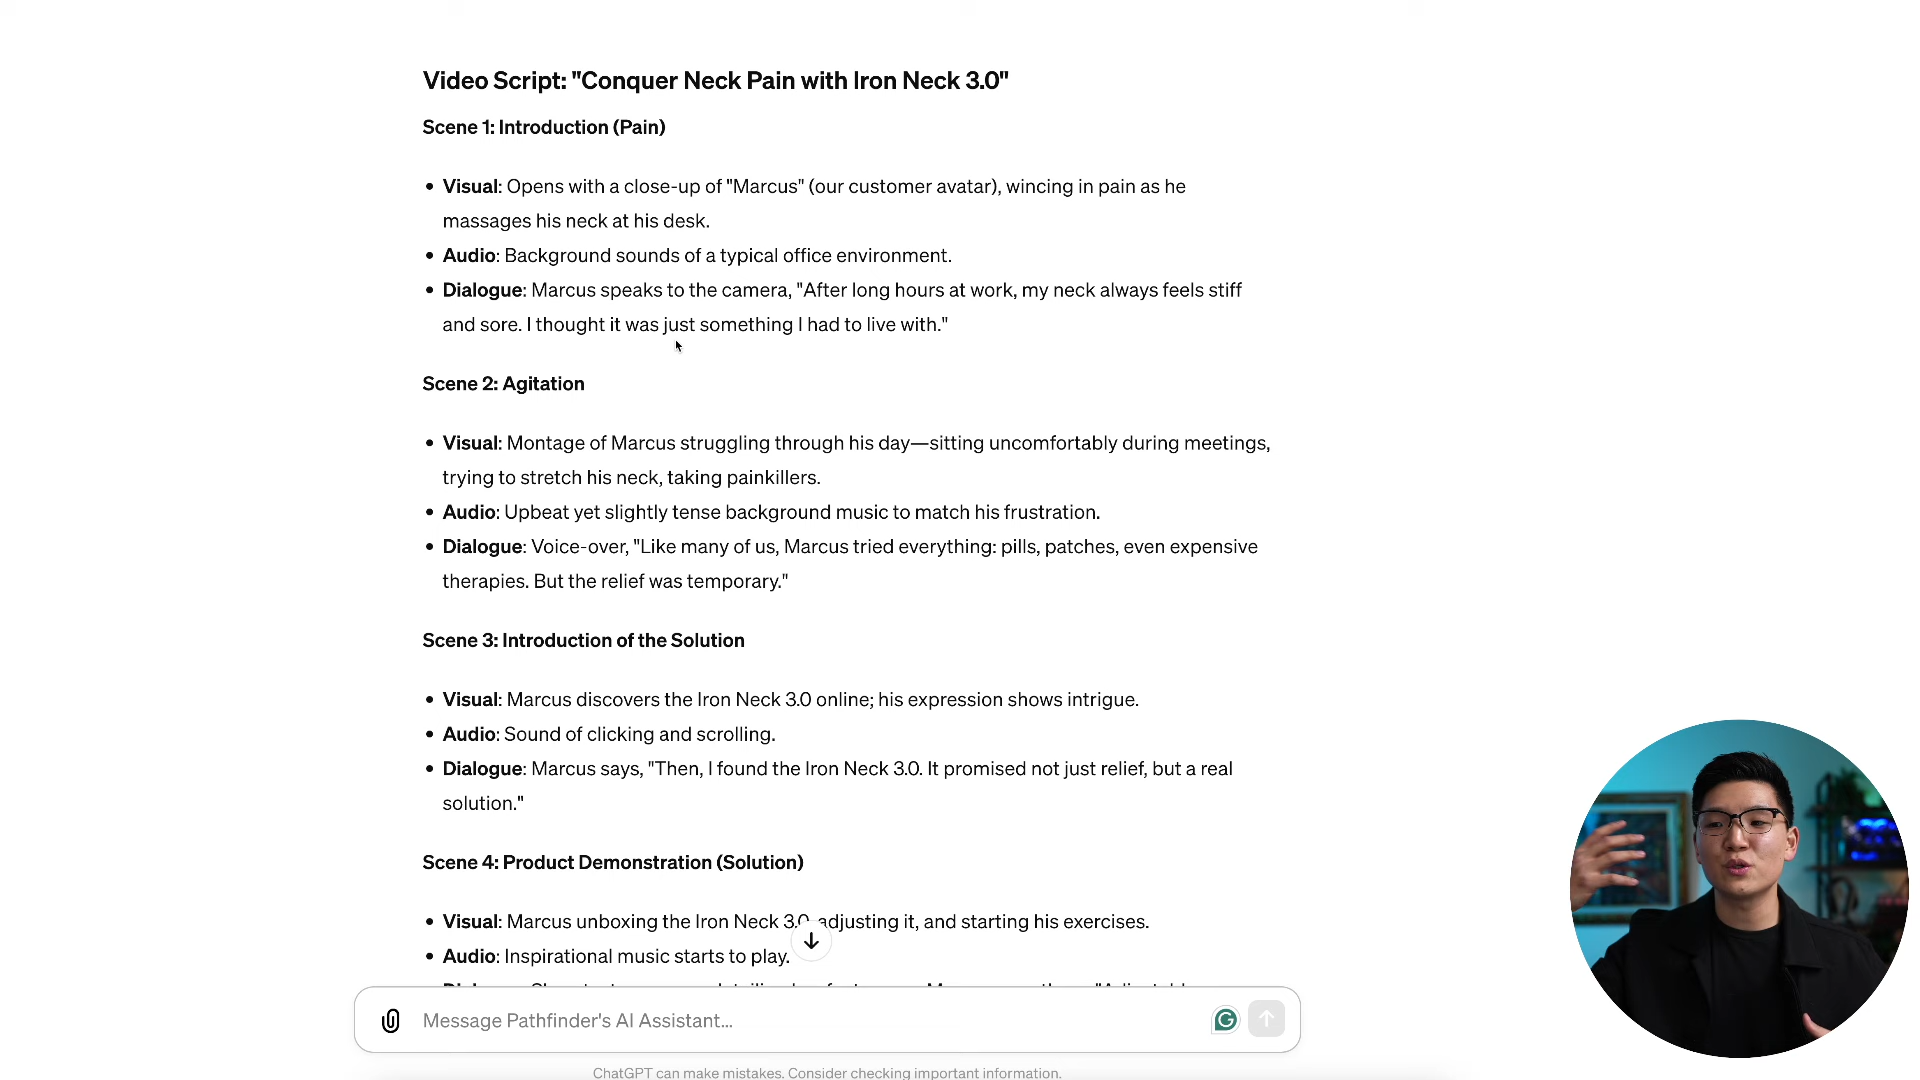 Video Script: "Conquer Neck Pain with Iron Neck 3.0"
Scene 1: Introduction (Pain)
• Visual: Opens with a close-up of "Marcus" (our customer avatar), wincing in pain as he
massages his neck at his desk.
• Audio: Background sounds of a typical office environment.
• Dialogue: Marcus speaks to the camera, "After long hours at work, my neck always feels stiff
and sore. I thought it was just something I had to live with."
Scene 2: Agitation
• Visual: Montage of Marcus struggling through his day—sitting uncomfortably during meetings,
trying to stretch his neck, taking painkillers.
• Audio: Upbeat yet slightly tense background music to match his frustration.
• Dialogue: Voice-over, "Like many of us, Marcus tried everything: pills, patches, even expensive
therapies. But the relief was temporary."
Scene 3: Introduction of the Solution
• Visual: Marcus discovers the Iron Neck 3.0 online; his expression shows intrigue.
• Audio: Sound of clicking and scrolling.
• Dialogue: Marcus says, "Then, I found the Iron Neck 3.0. It promised not just relief, but a real
solution."
Scene 4: Product Demonstration (Solution)
• Visual: Marcus unboxing the Iron Neck 3.0, adjusting it, and starting his exercises.
• Audio: Inspirational music starts to play.
Message Pathfinder's AI Assistant...
ChatGPT can make mistakes. Consider checking important information.